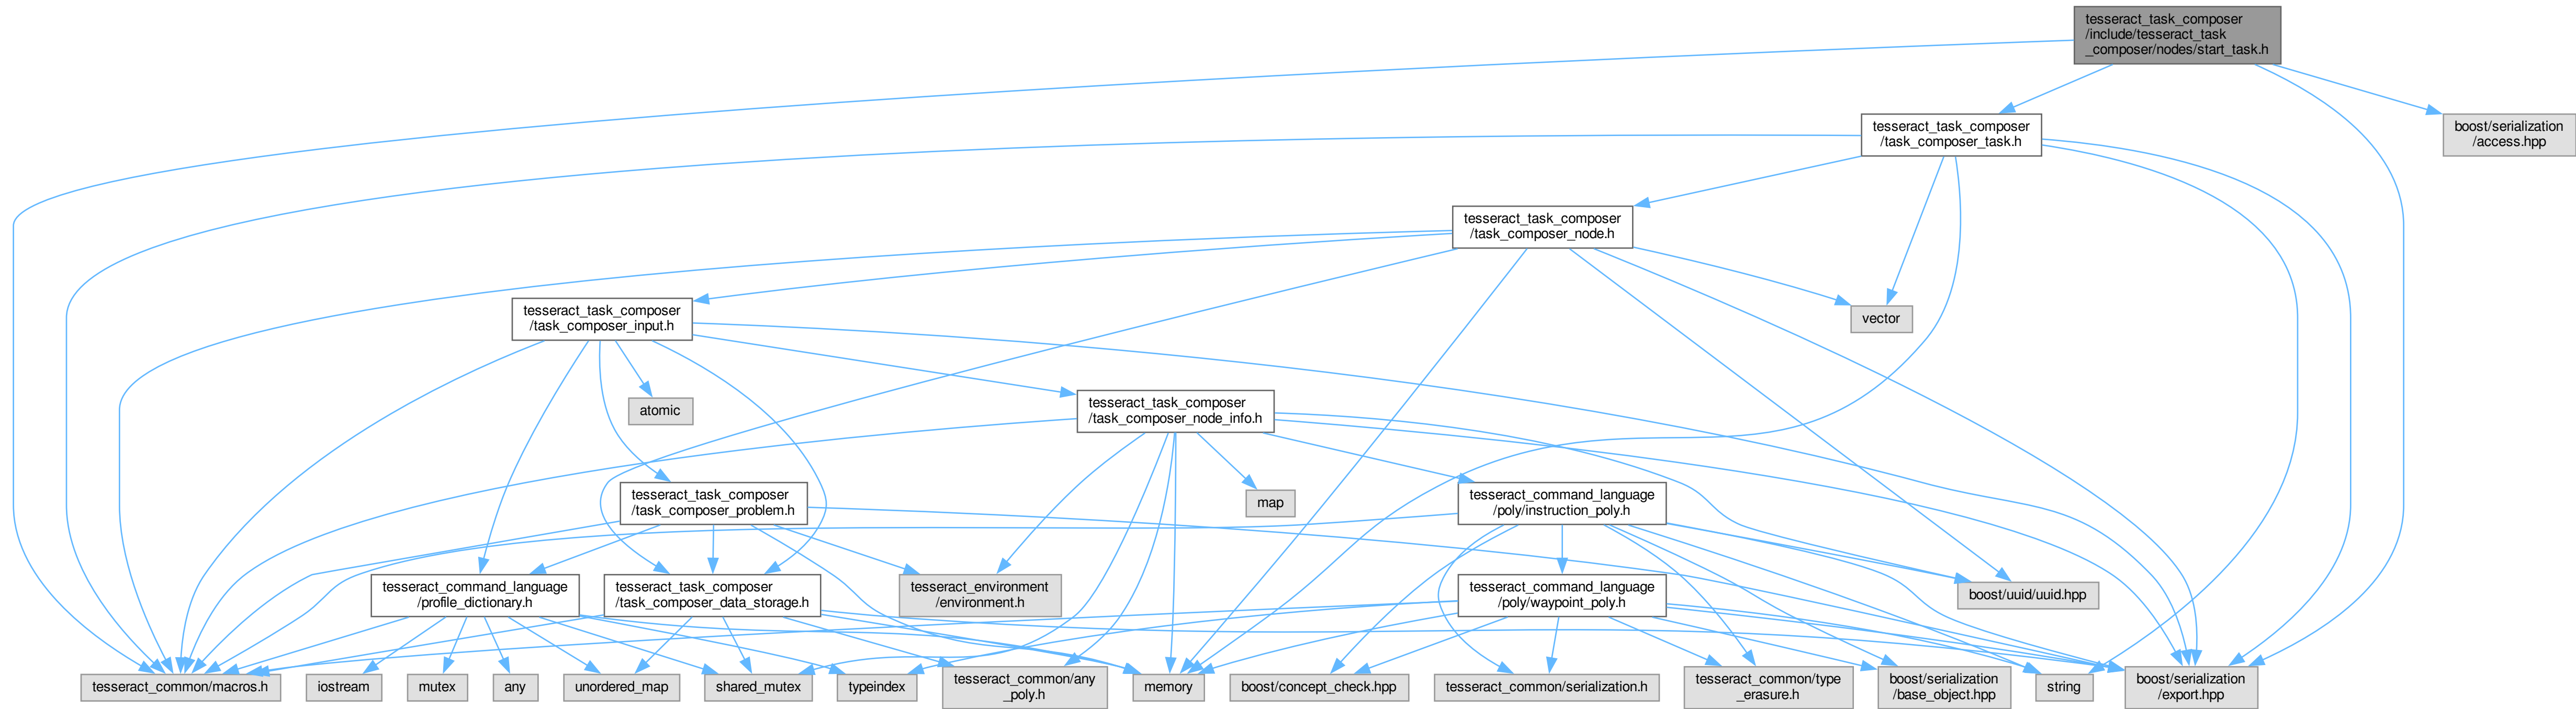 tesseract_task_composer
/include/tesseract_task
_composer/nodes/start_task.h
tesseract_task_composer
/task_composer_task.h
boost/serialization
/access.hpp
tesseract_task_composer
/task_composer_node.h
tesseract_task_composer
/task_composer_input.h
vector
atomic
tesseract_task_composer
/task_composer_node_info.h
tesseract_task_composer
/task_composer_problem.h
map
tesseract_command_language
/poly/instruction_poly.h
tesseract_command_language
/profile_dictionary.h
tesseract_task_composer
/task_composer_data_storage.h
tesseract_environment
/environment.h
tesseract_command_language
/poly/waypoint_poly.h
boost/uuid/uuid.hpp
tesseract_common/macros.h
iostream
mutex
any
unordered_map
shared_mutex
typeindex
tesseract_common/any
_poly.h
memory
boost/concept_check.hpp
tesseract_common/serialization.h
tesseract_common/type
_erasure.h
boost/serialization
/base_object.hpp
string
boost/serialization
/export.hpp